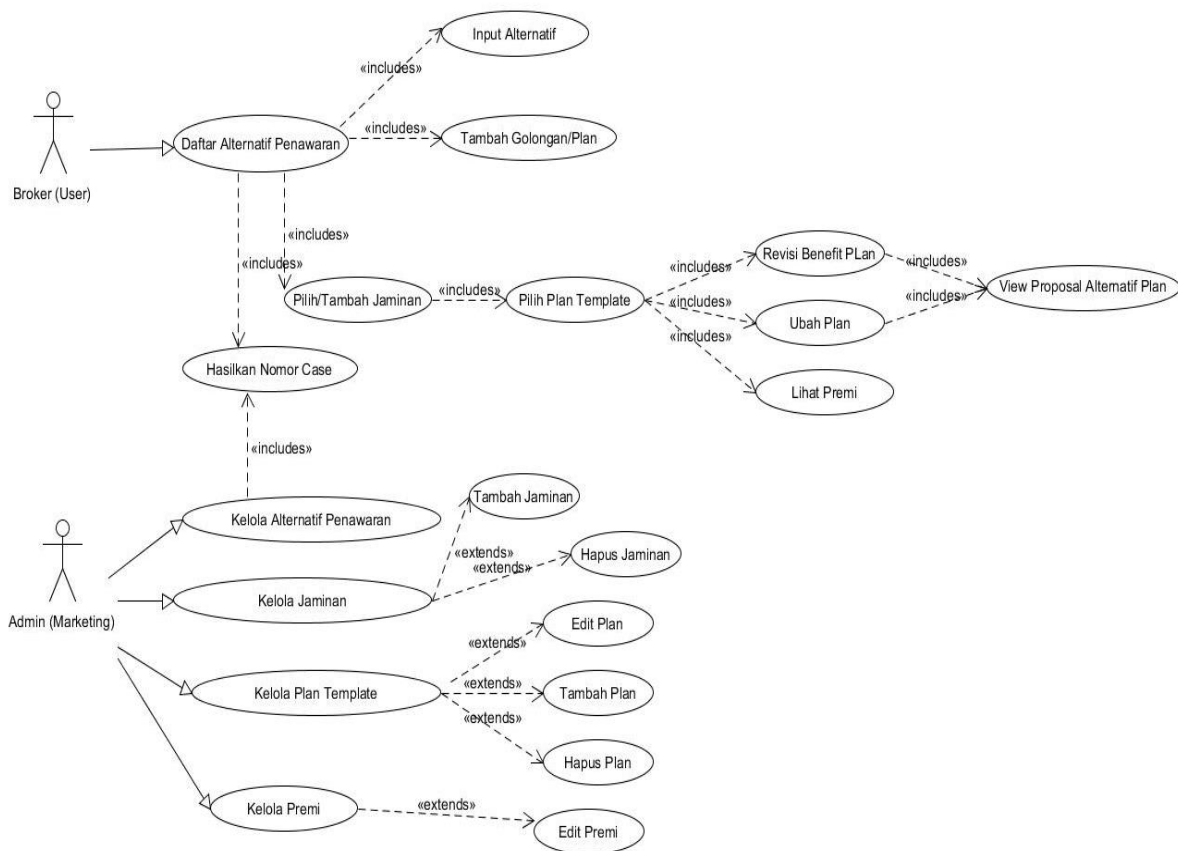 Input Alternatif
«includes»
«includes»
Daftar Alternatif Penawaran
Tambah Golongan/Plan
Broker (User)
«includes»
«includes»
Revisi Benefit PLan
«includes»
«includes»
Pilih/Tambah Jaminan
«includes»
Pilih Plan Template
«includes»
«includes»
View Proposal Alternatif Plan
Ubah Plan
«includes»
Hasilkan Nomor Case
Lihat Premi
«includes»
Tambah Jaminan
Kelola Alternatif Penawaran
«extends»
Hapus Jaminan
«extends»
Kelola Jaminan
Admin (Marketing)
Edit Plan
«extends»
Kelola Plan Template
«extends»
Tambah Plan
«extends»
Hapus Plan
Kelola Premi
«extends»
Edit Premi